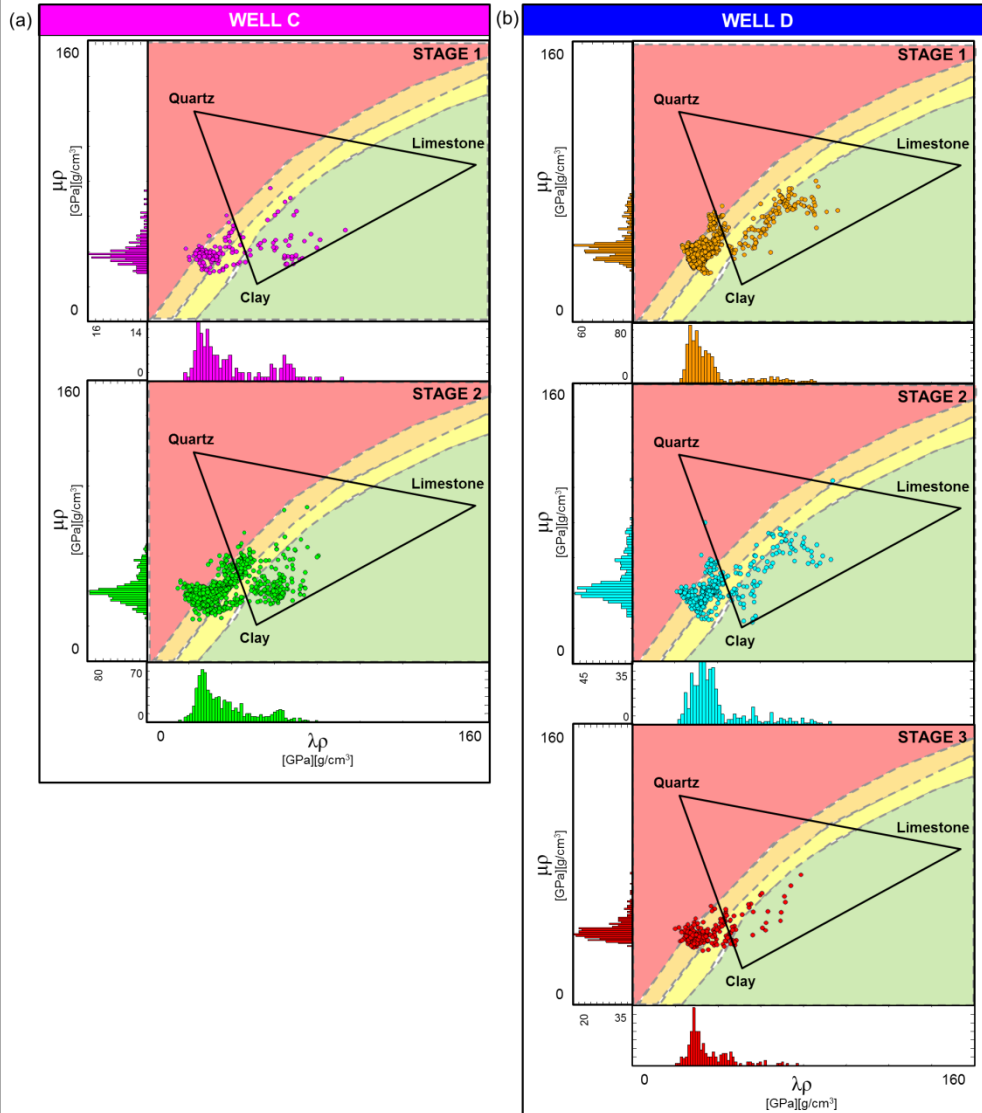 (a)
WELL C
160
STAGE 1
Quartz
Limestone
μρ
[GPa][g/cm³]
Clay
0
16
14
0
160
STAGE 2
Quartz
Limestone
μρ
[GPa][g/cm³]
Clay
0
80
70
0
0
λρ
160
[GPa][g/cm³]
(b)
WELL D
160
STAGE 1
Quartz
Limestone
μρ
[GPa][g/cm³]
Clay
0
60
80
0
160
STAGE 2
Quartz
Limestone
μρ
[GPa][g/cm³]
Clay
0
45
35
0
160
STAGE 3
Quartz
Limestone
μρ
[GPa][g/cm³]
Clay
0
20
35
0
λρ
160
[GPa][g/cm³]